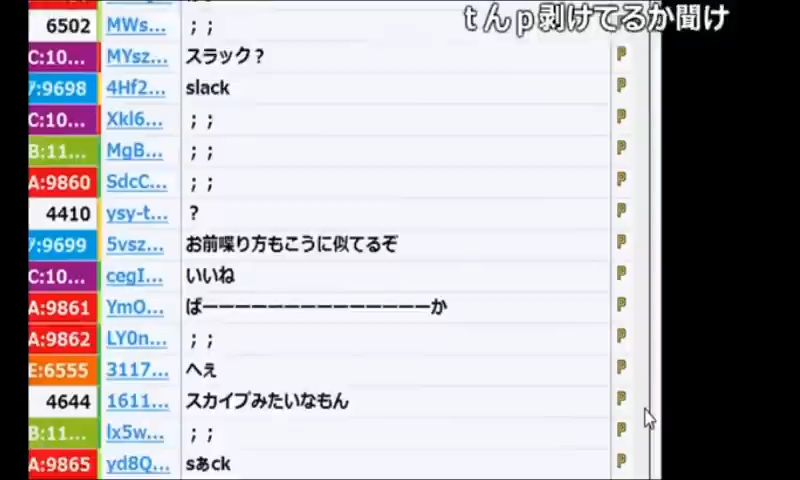 tんp剥けてるか聞け
6502 MWs... ；；
C:10... MYsz... スラック？
7:9698 4Hf2... slack P
C:10... Xkl6... ；； P
B:11... MgB... ；； P
A:9860 SdcC... ；； P
4410 ysy-t... ？ P
7:9699 5vsz... お前喋り方もこうに似てるぞ P
C:10... cegI... いいね P
A:9861 YmO... ばーーーーーーーーーーーーーーか P
A:9862 LY0n... ；； P
E:6555 3117... へぇ P
4644 1611... スカイプみたいなもん P
B:11... lx5w... ；； P
A:9865 yd8Q... sぁck P